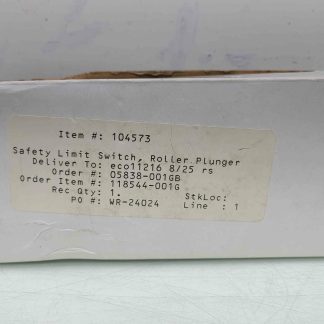 Item #: 104573
Safety Limit Switch, Roller Plunger
Deliver To: eco11216 8/25 rs
Order #: 05838-001GB
Order Item #: 118544-001G
Rec Qty: 1. StkLoc:
PO #: WR-24024 Line : 1